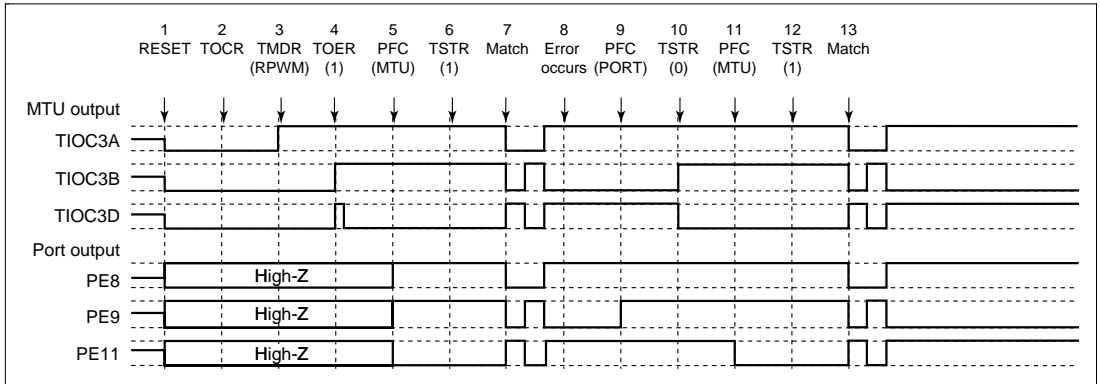 1 2 3 4 5 6 7 8 9 10 11 12 13
RESET TOCR TMDR TOER PFC TSTR Match Error PFC TSTR PFC TSTR Match
(RPWM) (1) (MTU) (1) occurs (PORT) (0) (MTU) (1)
MTU output
TIOC3A
TIOC3B
TIOC3D
Port output
PE8 High-Z
PE9 High-Z
PE11 High-Z